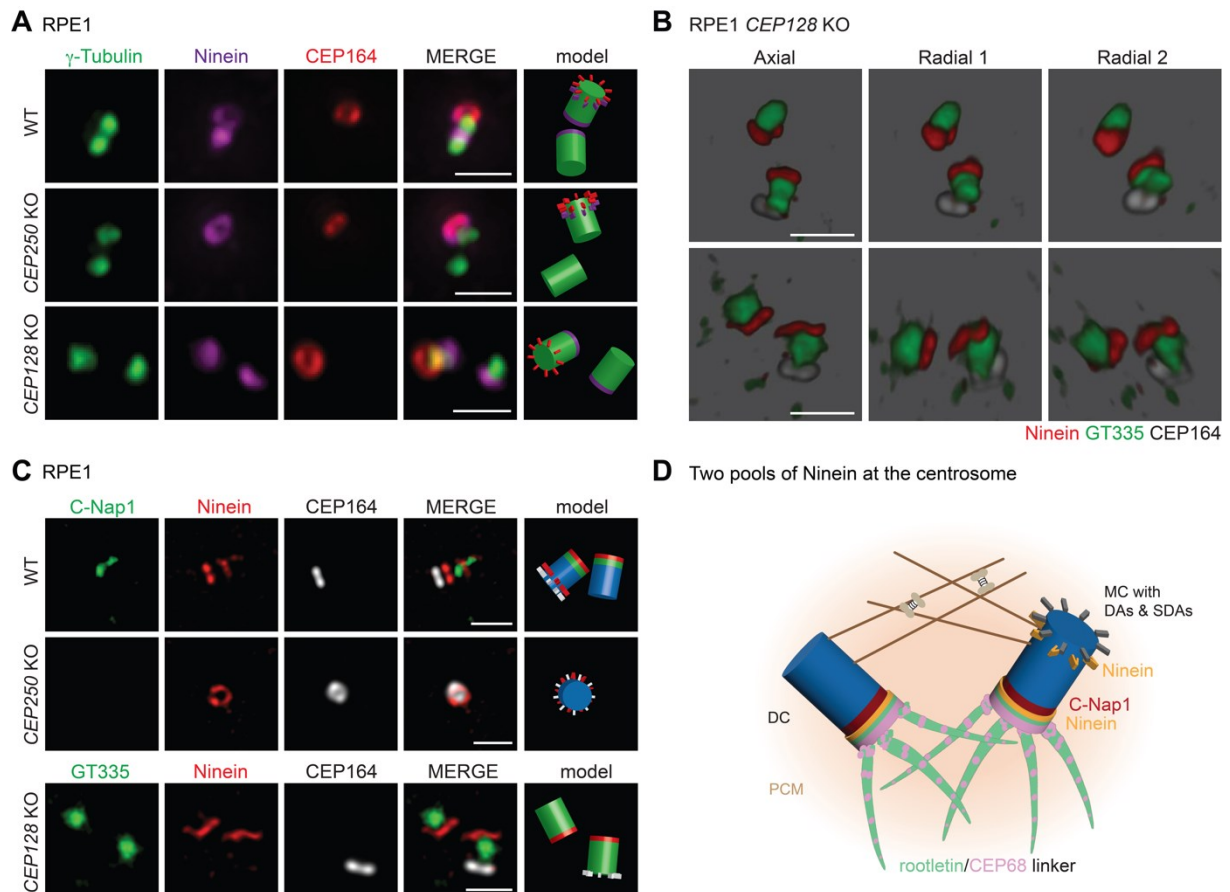 A RPE1
γ-Tubulin Ninein CEP164 MERGE model
WT
CEP250 KO
CEP128 KO
B RPE1 CEP128 KO
Axial Radial 1 Radial 2
Ninein GT335 CEP164
C RPE1
C-Nap1 Ninein CEP164 MERGE model
WT
CEP250 KO
GT335 Ninein CEP164 MERGE model
CEP128 KO
D Two pools of Ninein at the centrosome
MC with
DAs & SDAs
Ninein
C-Nap1
Ninein
DC
PCM
rootletin/CEP68 linker